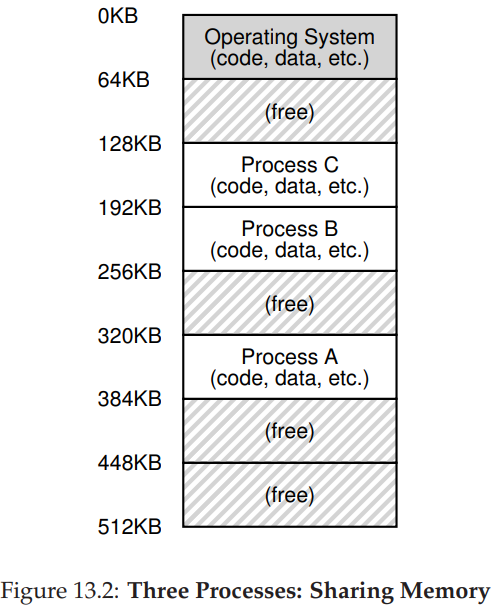 0KB
Operating System
(code, data, etc.)
64KB
(free)
128KB
Process C
(code, data, etc.)
192KB
Process B
(code, data, etc.)
256KB
(free)
320KB
Process A
(code, data, etc.)
384KB
(free)
448KB
(free)
512KB
Figure 13.2: Three Processes: Sharing Memory